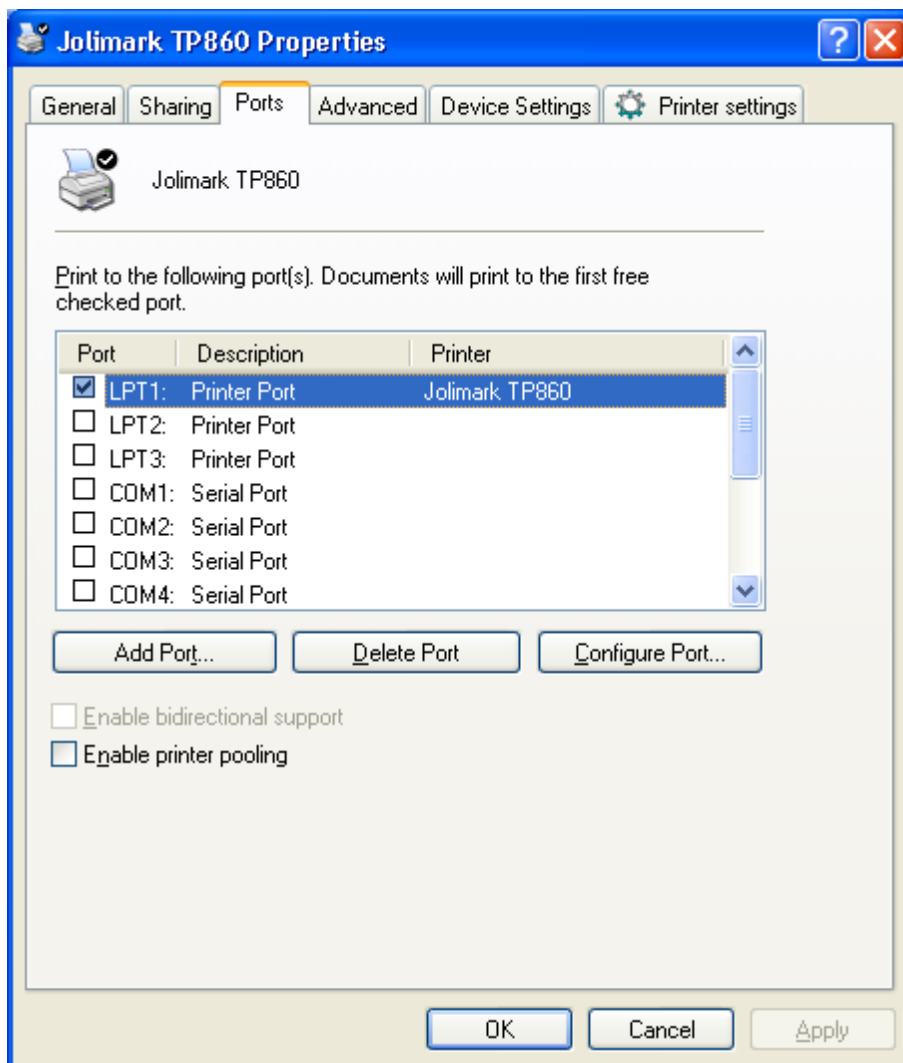 Jolimark TP860 Properties
General Sharing Ports Advanced Device Settings Printer settings
Jolimark TP860
Print to the following port(s). Documents will print to the first free
checked port.
Port Description Printer
LPT1: Printer Port Jolimark TP860
LPT2: Printer Port
LPT3: Printer Port
COM1: Serial Port
COM2: Serial Port
COM3: Serial Port
COM4: Serial Port
Add Port... Delete Port Configure Port...
Enable bidirectional support
Enable printer pooling
OK Cancel Apply